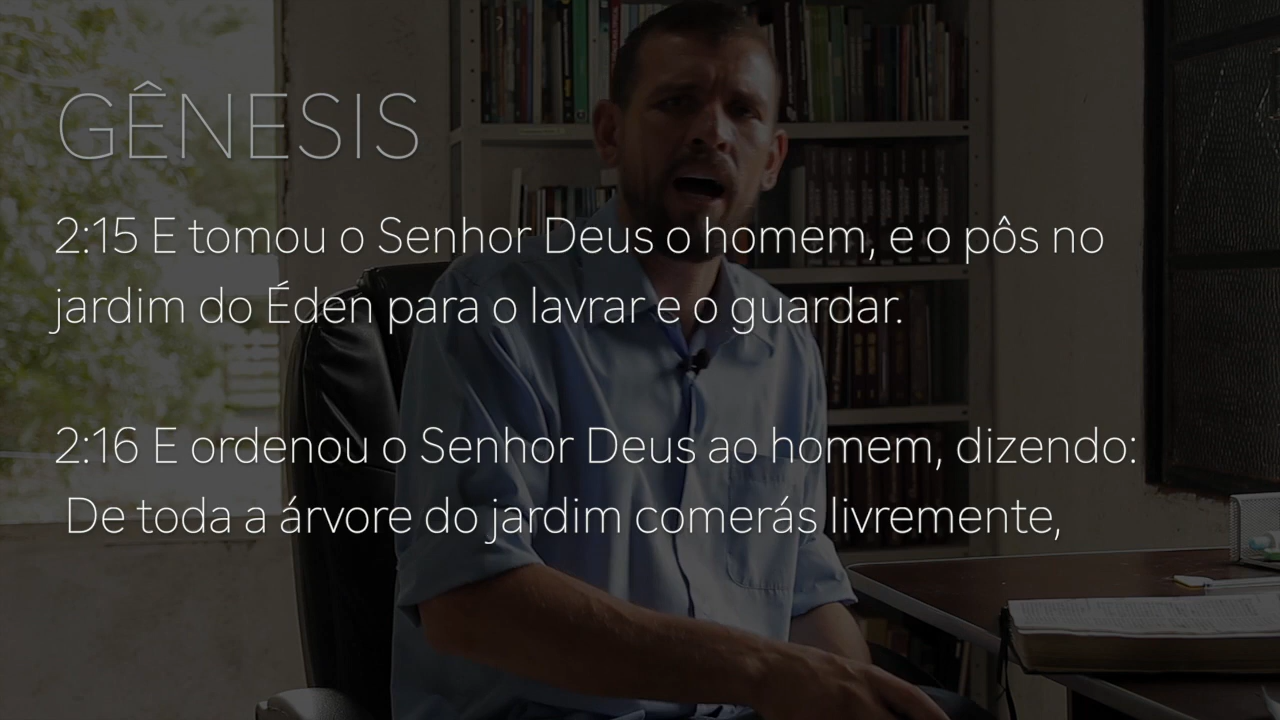 GÊNESIS
2:15 E tomou o Senhor Deus o homem, e o pôs no
jardim do Éden para o lavrar e o guardar.
2:16 E ordenou o Senhor Deus ao homem, dizendo:
De toda a árvore do jardim comerás livremente,